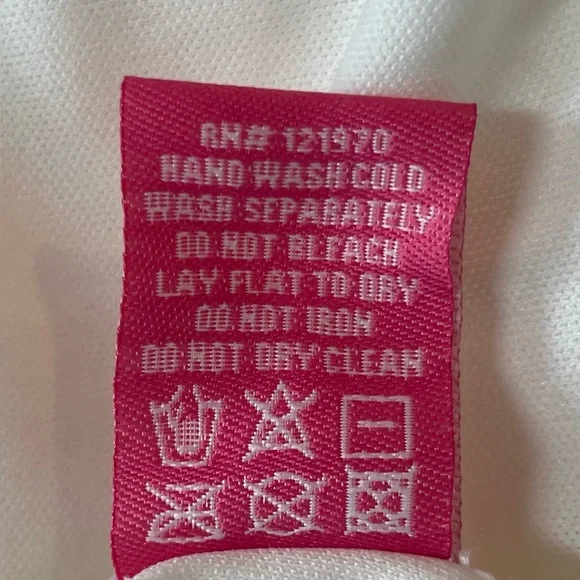 RN# 121970
HAND WASH COLD
WASH SEPARATELY
DO NOT BLEACH
LAY FLAT TO DRY
DO NOT IRON
DO NOT DRY CLEAN